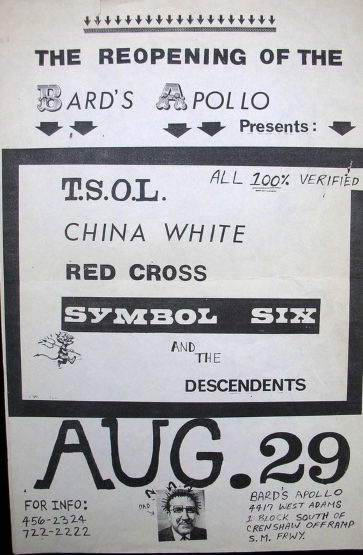 THE REOPENING OF THE
BARD'S APOLLO
Presents:
ALL 100% VERIFIED
T.S.O.L.
CHINA WHITE
RED CROSS
SYMBOL SIX
AND
THE
DESCENDENTS
AUG. 29
FOR INFO:
456-2324
722-2222
DAD
BARD'S APOLLO
4417 WEST ADAMS
1 BLOCK SOUTH OF
CRENSHAW OFFRAMP
S.M. FRWY.